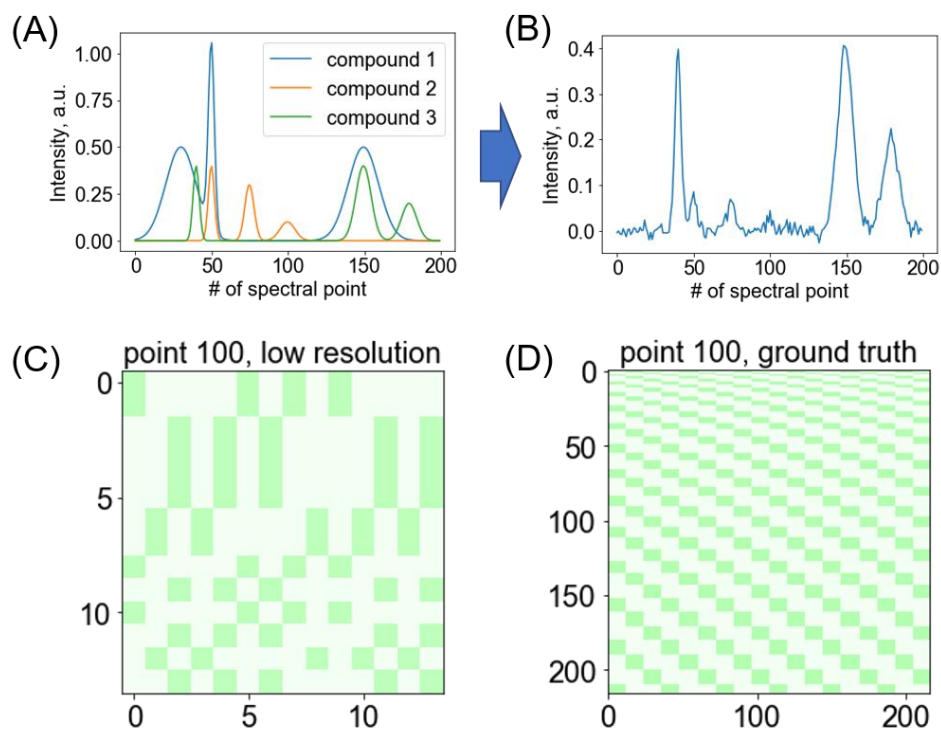 (A)
1.00
0.75
0.50
0.25
0.00
Intensity, a.u.
compound 1
compound 2
compound 3
0 50 100 150 200
# of spectral point
(B)
0.4
0.3
0.2
0.1
0.0
Intensity, a.u.
0 50 100 150 200
# of spectral point
(C)
point 100, low resolution
0
5
10
0 5 10
(D)
point 100, ground truth
0
50
100
150
200
0 100 200